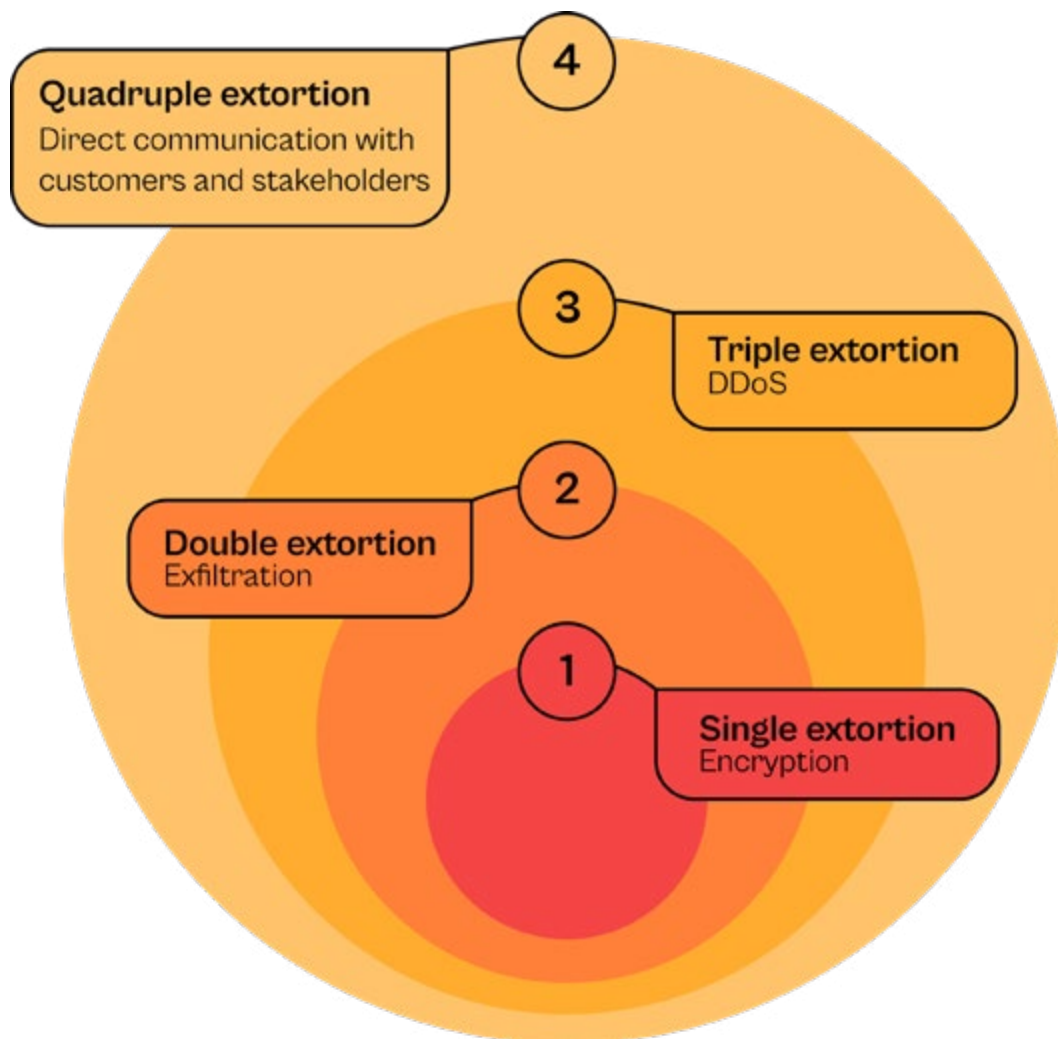 4
Quadruple extortion
Direct communication with
customers and stakeholders
3
Triple extortion
DDoS
2
Double extortion
Exfiltration
1
Single extortion
Encryption